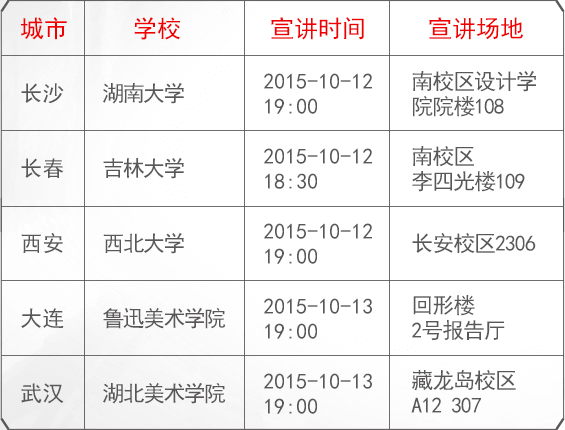 城市 学校 宣讲时间 宣讲场地
长沙 湖南大学 2015-10-12 19:00 南校区设计学院院楼108
长春 吉林大学 2015-10-12 18:30 南校区 李四光楼109
西安 西北大学 2015-10-12 19:00 长安校区2306
大连 鲁迅美术学院 2015-10-13 19:00 回形楼 2号报告厅
武汉 湖北美术学院 2015-10-13 19:00 藏龙岛校区 A12 307